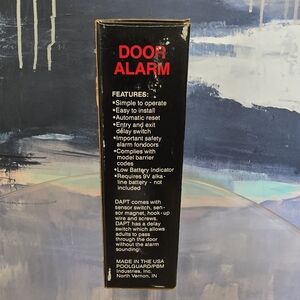 DOOR
ALARM
FEATURES:
•Simple to operate
•Easy to install
•Automatic reset
•Entry and exit
delay switch
•Important safety
alarm fondoors
•Complies with
model barrier
codes
•Low Battery Indicator
•Requires 9V alka-
line battery - not
included
DAPT comes with
sensor switch, sen-
sor magnet, hook-up
wire and screws.
DAPT has a delay
switch which allows
adults to pass
through the door
without the alarm
sounding!
MADE IN THE USA
POOLGUARD/PBM
Industries, Inc.
North Vernon, IN